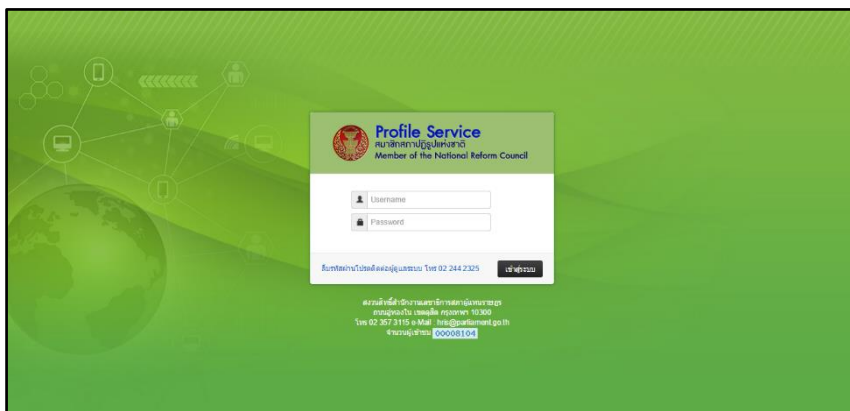 Profile Service
สมาชิกสภาปฏิรูปแห่งชาติ
Member of the National Reform Council
Username
Password
ลืมรหัสผ่านโปรดติดต่อผู้ดูแลระบบ โทร 02 244 2325
เข้าสู่ระบบ
สงวนลิขสิทธิ์สำนักงานเลขาธิการสภาผู้แทนราษฎร
ถนนอู่ทองใน เขตดุสิต กรุงเทพฯ 10300
โทร 02 357 3115 e-Mail hris@parliament.go.th
จำนวนผู้เข้าชม 00008104